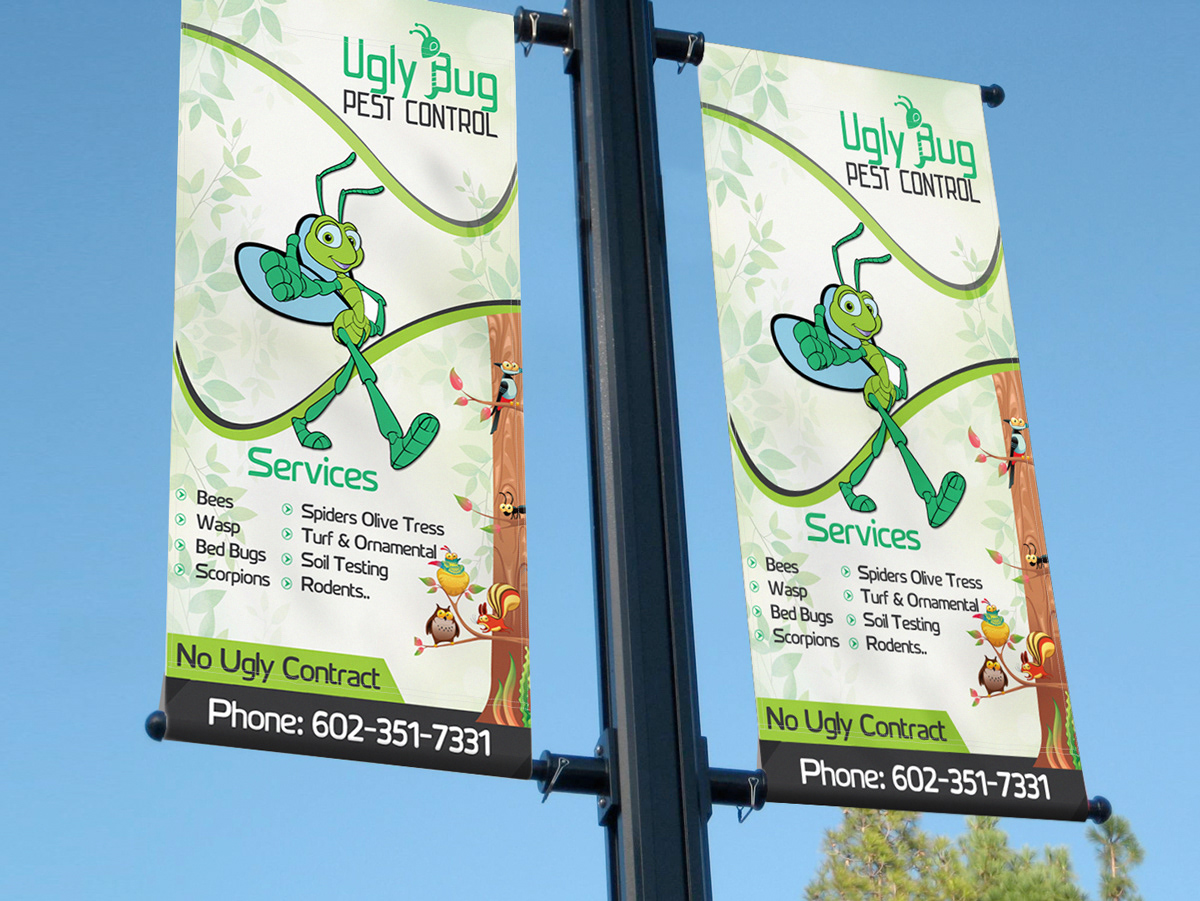 Ugly Bug
PEST CONTROL
Services
Bees
Wasp
Bed Bugs
Scorpions
Spiders Olive Tress
Turf & Ornamental
Soil Testing
Rodents..
No Ugly Contract
Phone: 602-351-7331
Ugly Bug
PEST CONTROL
Services
Bees
Wasp
Bed Bugs
Scorpions
Spiders Olive Tress
Turf & Ornamental
Soil Testing
Rodents..
No Ugly Contract
Phone: 602-351-7331